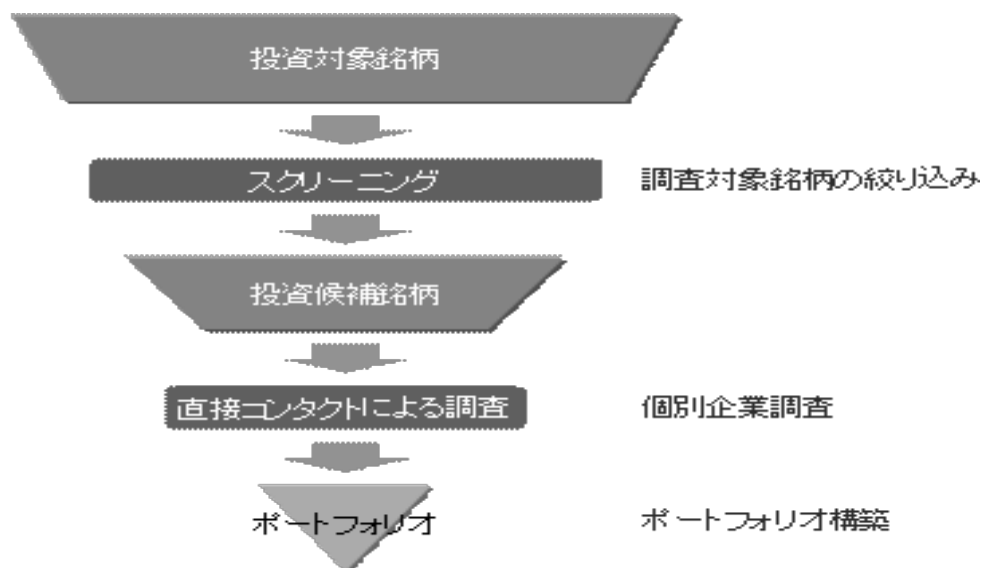 投資対象銘柄
スクリーニング
調査対象銘柄の絞り込み
投資候補銘柄
直接コンタクトによる調査
個別企業調査
ポートフォリオ
ポートフォリオ構築